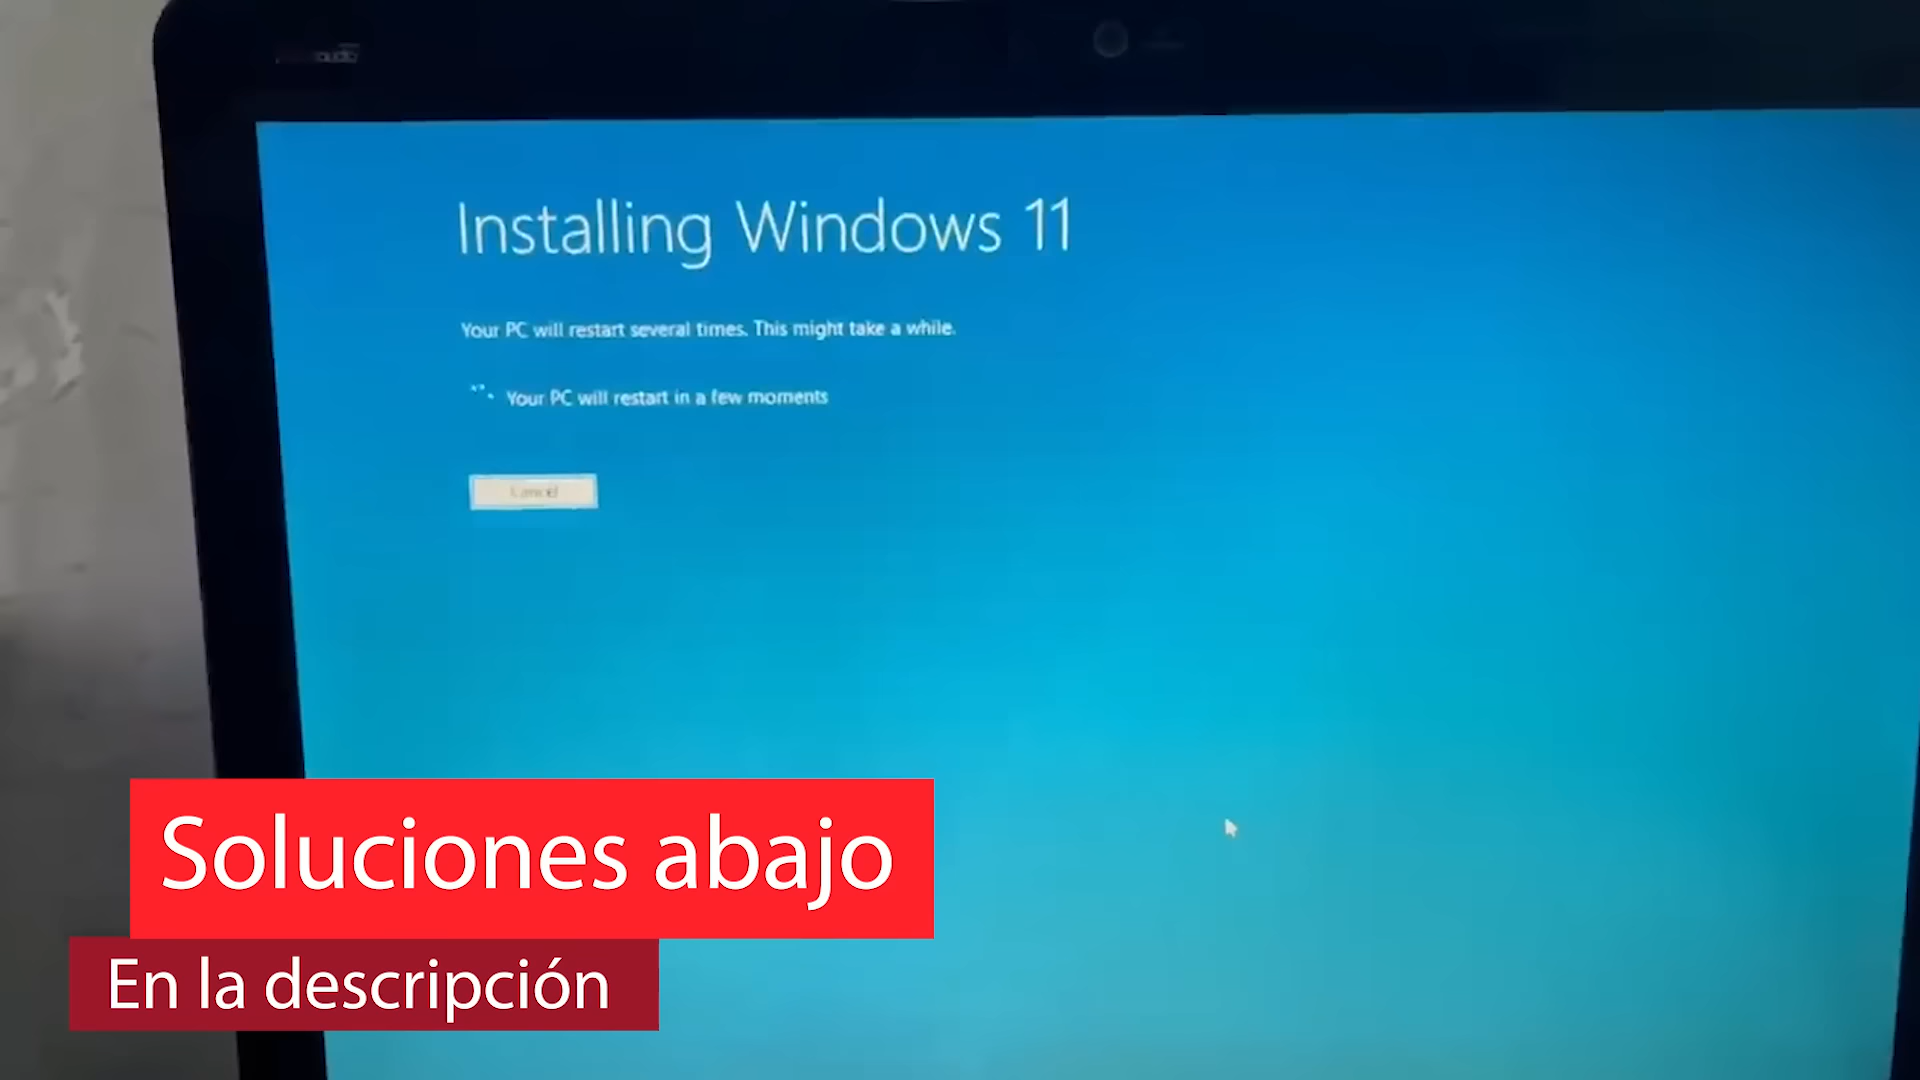 Installing Windows 11
Your PC will restart several times. This might take a while.
Your PC will restart in a few moments
Cancel
Soluciones abajo
En la descripción